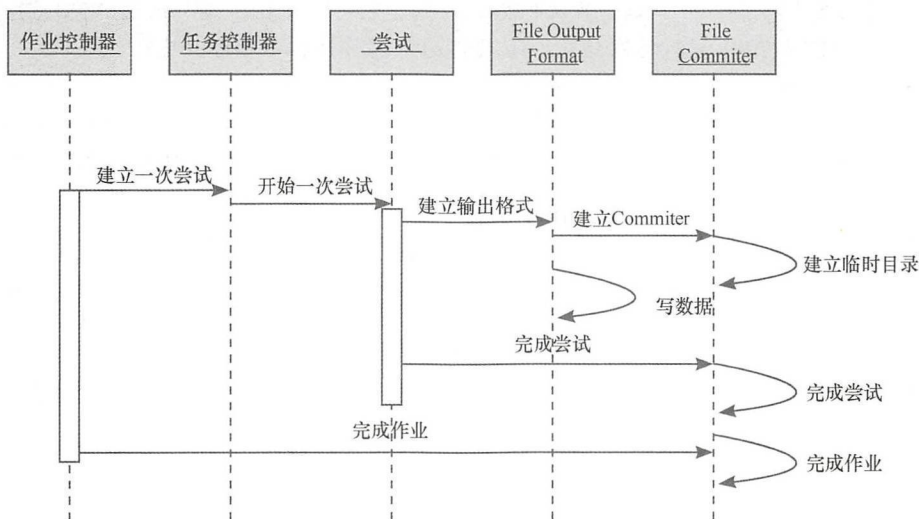 作业控制器
任务控制器
尝试
File Output
Format
File
Commiter
建立一次尝试
开始一次尝试
建立输出格式
建立Commiter
建立临时目录
写数据
完成尝试
完成尝试
完成作业
完成作业